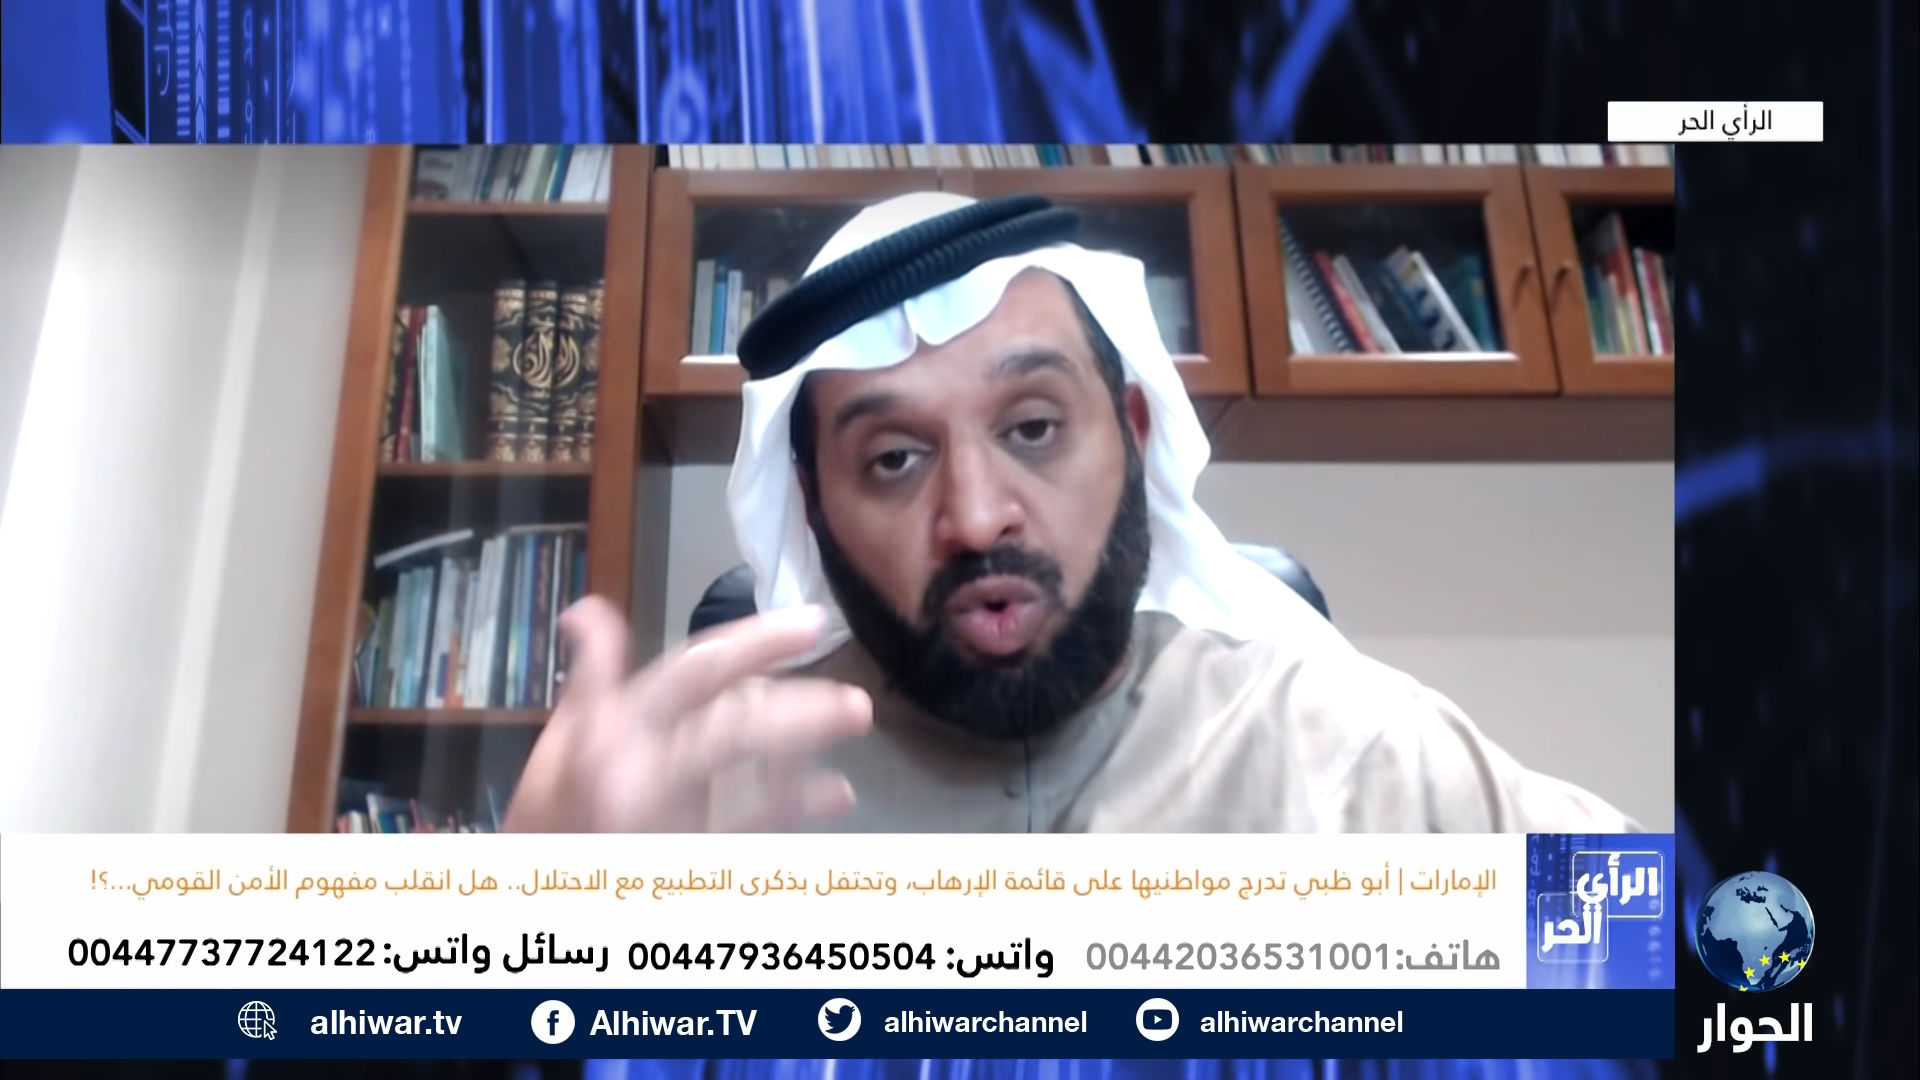 الرأي الحر
الإمارات | أبو ظبي تدرج مواطنيها على قائمة الإرهاب، وتحتفل بذكرى التطبيع مع الاحتلال.. هل انقلب مفهوم الأمن القومي...؟!
الرأي
الحر
هاتف:00442036531001 واتس: 00447936450504 رسائل واتس: 00447737724122
alhiwar.tv Alhiwar.TV alhiwarchannel alhiwarchannel
الحوار